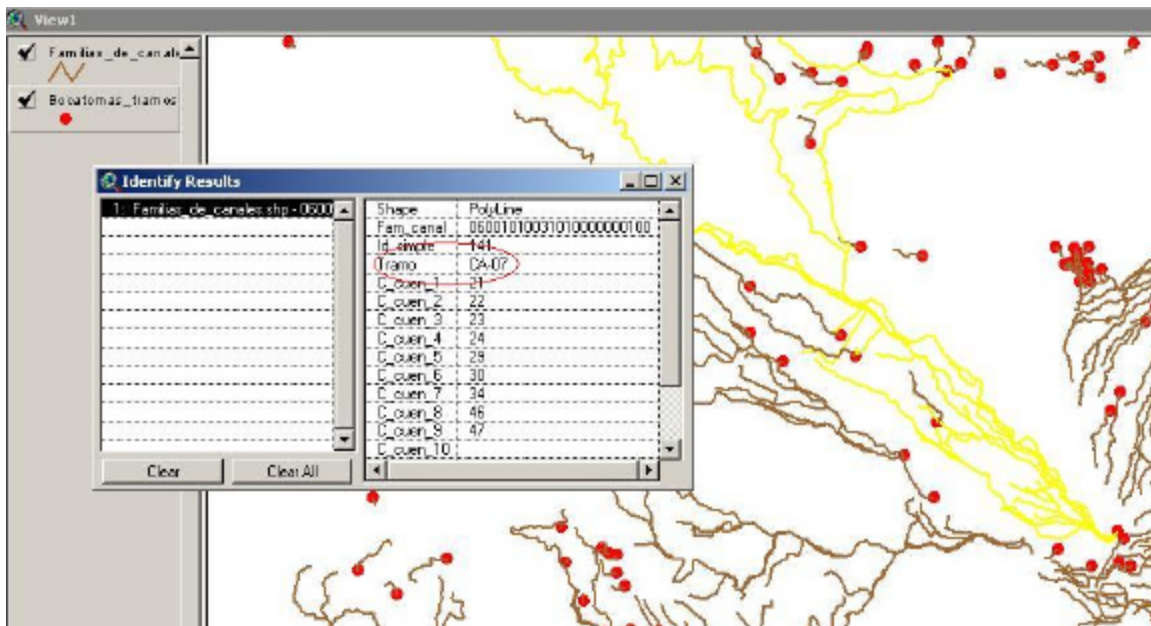 View1
Familias_de_canale
Bocatomas_tramos
Identify Results
1: Familias_de_canales.shp - 0600
Shape PolyLine
Fam_canal 06001010031010000000100
Id_simple 141
Tramo CA-07
C_cuen_1 21
C_cuen_2 22
C_cuen_3 23
C_cuen_4 24
C_cuen_5 29
C_cuen_6 30
C_cuen_7 34
C_cuen_8 46
C_cuen_9 47
C_cuen_10
Clear
Clear All